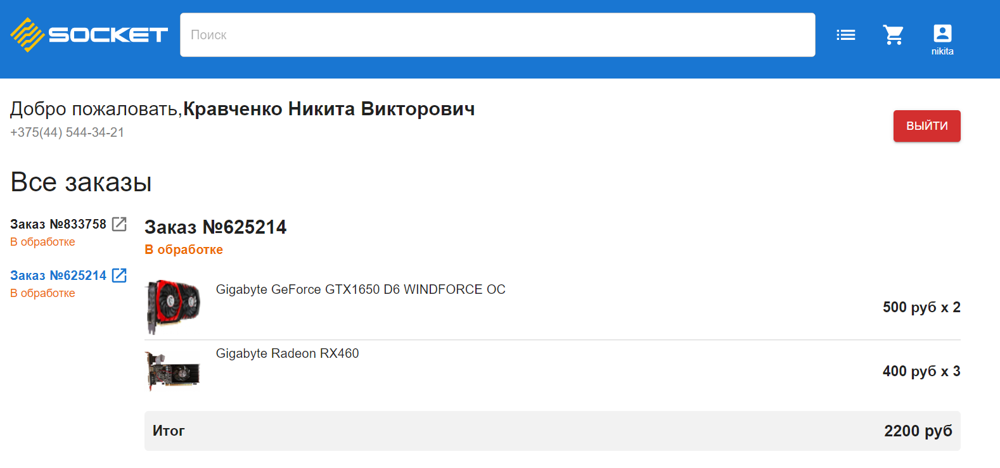 SOCKET
Поиск
nikita
Добро пожаловать,Кравченко Никита Викторович
+375(44) 544-34-21
ВЫЙТИ
Все заказы
Заказ №833758
В обработке
Заказ №625214
В обработке
Заказ №625214
В обработке
Gigabyte GeForce GTX1650 D6 WINDFORCE OC
500 руб x 2
Gigabyte Radeon RX460
400 руб x 3
Итог
2200 руб